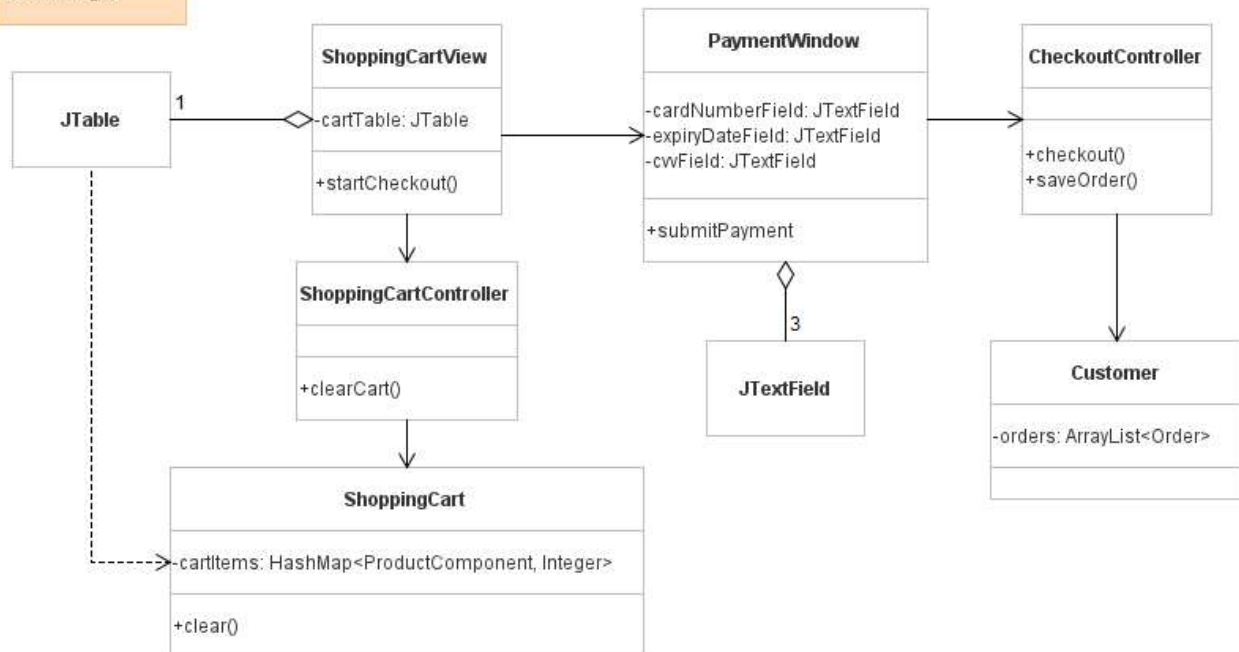 ShoppingCartView
-cartTable: JTable
+startCheckout()
PaymentWindow
-cardNumberField: JTextField
-expiryDateField: JTextField
-cvvField: JTextField
+submitPayment
CheckoutController
+checkout()
+saveOrder()
JTable
1
ShoppingCartController
+clearCart()
3
JTextField
Customer
-orders: ArrayList<Order>
ShoppingCart
-cartItems: HashMap<ProductComponent, Integer>
+clear()